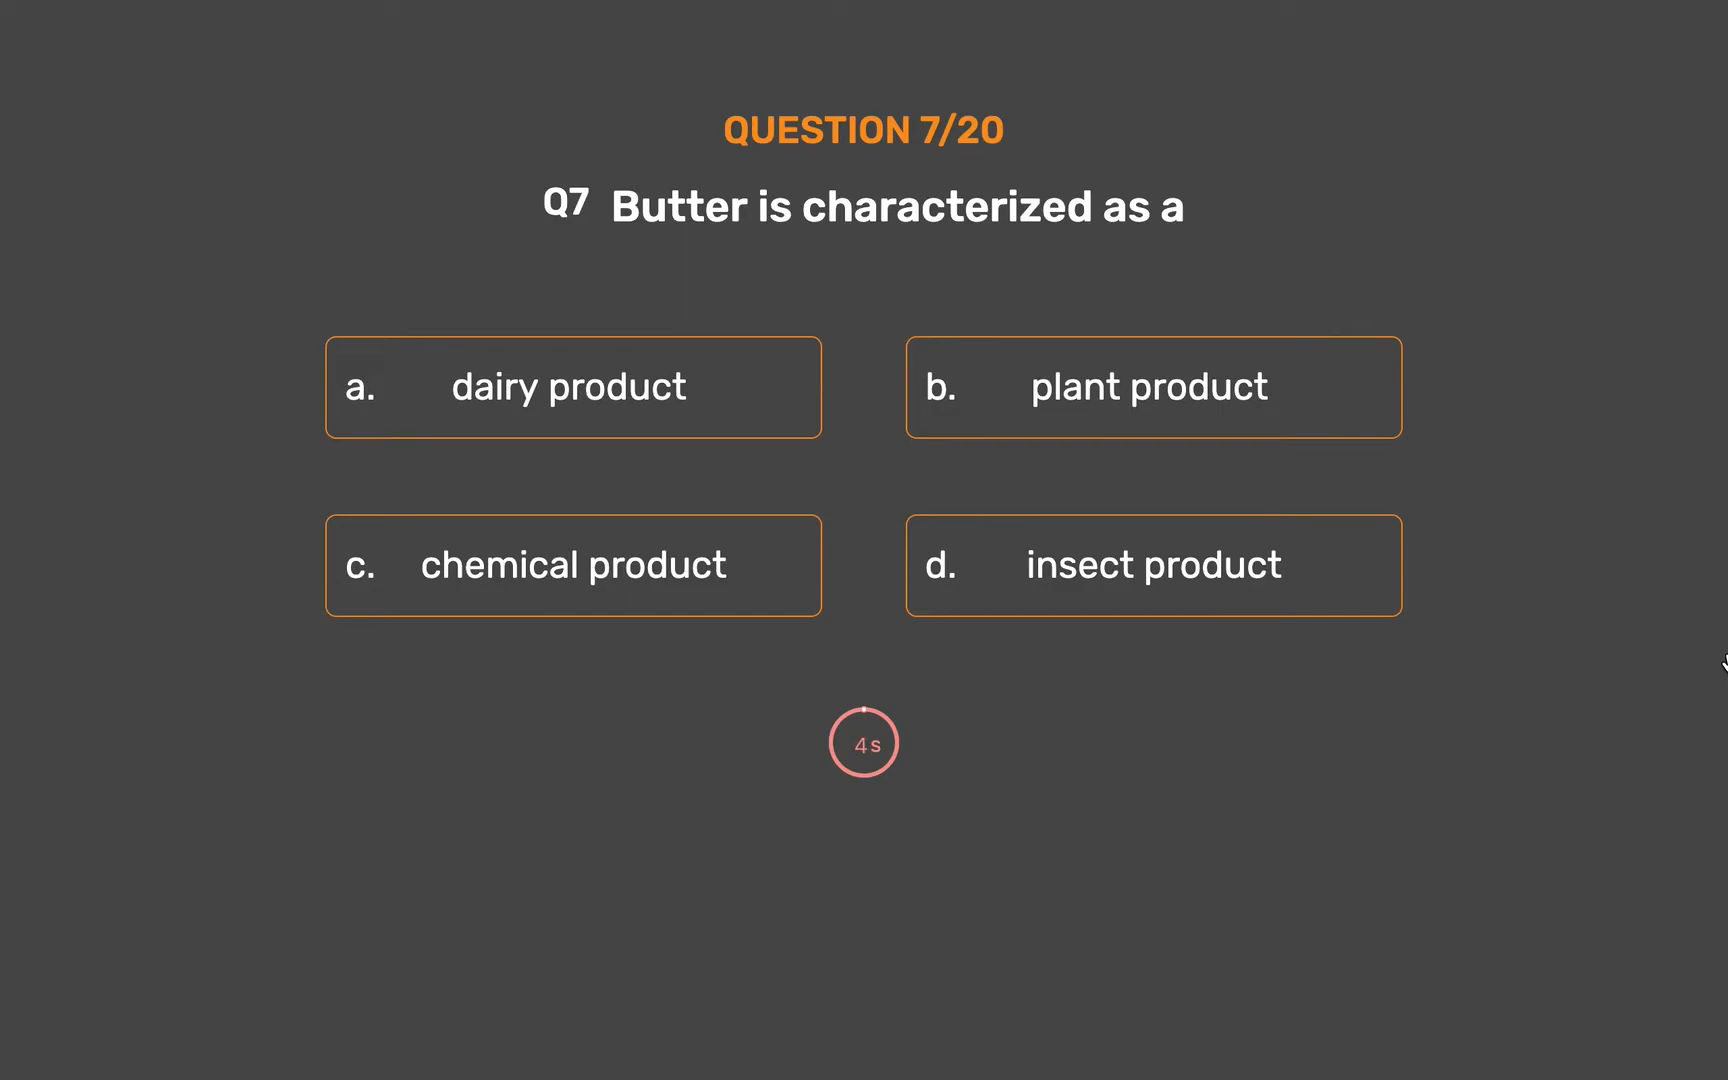 QUESTION 7/20
Q7 Butter is characterized as a
a. dairy product
b. plant product
c. chemical product
d. insect product
4s